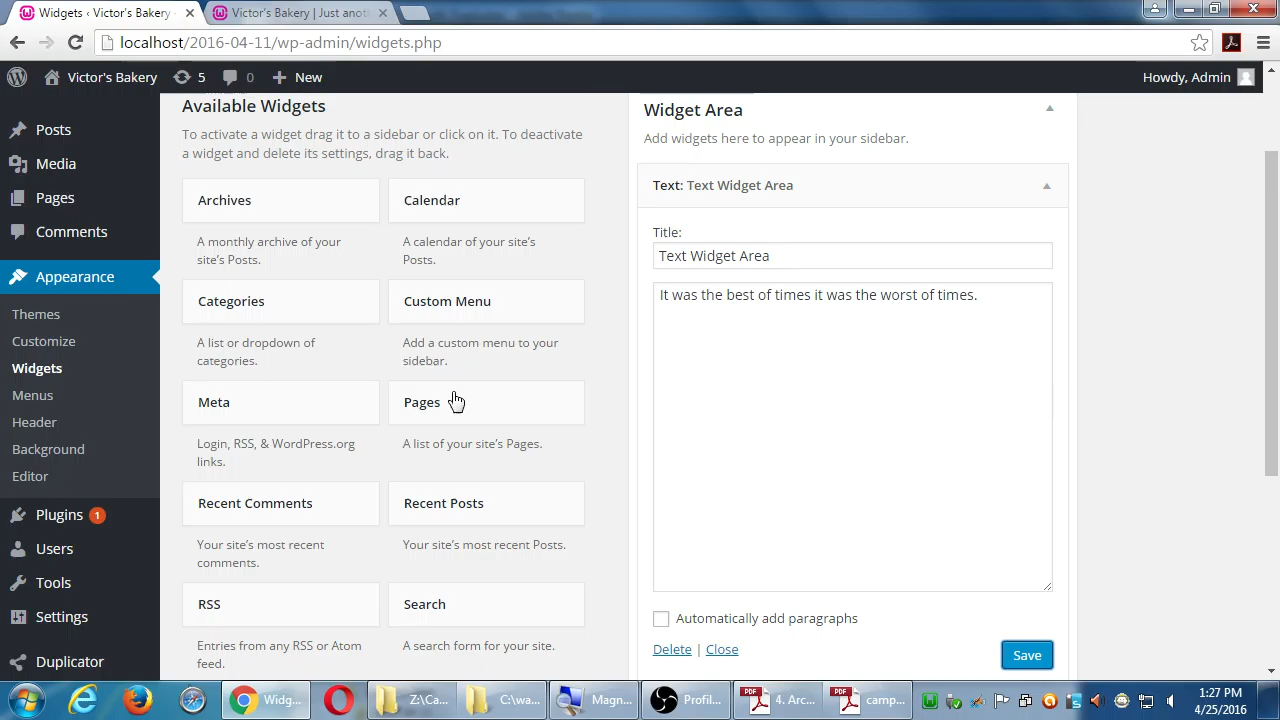 Widgets ‹ Victor's Bakery
Victor's Bakery | Just anot
localhost/2016-04-11/wp-admin/widgets.php
Victor's Bakery
5
0
New
Howdy, Admin
Posts
Media
Pages
Comments
Appearance
Themes
Customize
Widgets
Menus
Header
Background
Editor
Plugins 1
Users
Tools
Settings
Duplicator
Available Widgets
To activate a widget drag it to a sidebar or click on it. To deactivate
a widget and delete its settings, drag it back.
Archives
A monthly archive of your
site's Posts.
Calendar
A calendar of your site's
Posts.
Categories
A list or dropdown of
categories.
Custom Menu
Add a custom menu to your
sidebar.
Meta
Login, RSS, & WordPress.org
links.
Pages
A list of your site's Pages.
Recent Comments
Your site's most recent
comments.
Recent Posts
Your site's most recent Posts.
RSS
Entries from any RSS or Atom
feed.
Search
A search form for your site.
Widget Area
Add widgets here to appear in your sidebar.
Text: Text Widget Area
Title:
Text Widget Area
It was the best of times it was the worst of times.
Automatically add paragraphs
Delete | Close
Save
Widg...
Z:\Ca...
C:\wa...
Magn...
Profil...
4. Arc...
camp...
1:27 PM
4/25/2016